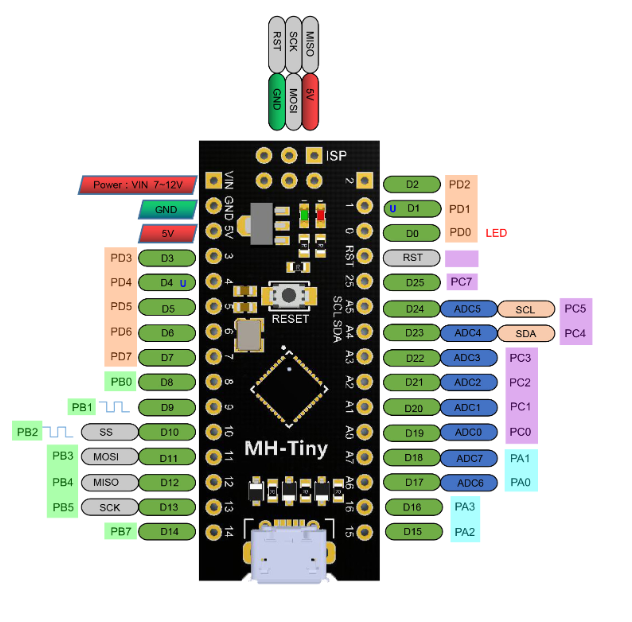 RST SCK MISO
GND MOSI 5V
ISP
Power : VIN 7~12V VIN 2 D2 PD2
GND GND 1 U D1 PD1
5V 5V 0 D0 PD0 LED
PD3 D3 3 RST RST
PD4 D4 U 4 25 D25 PC7
PD5 D5 5 SCL A5 D24 ADC5 SCL PC5
RESET
PD6 D6 6 SDA A4 D23 ADC4 SDA PC4
PD7 D7 7 A3 D22 ADC3 PC3
PB0 D8 8 A2 D21 ADC2 PC2
PB1 D9 9 A1 D20 ADC1 PC1
PB2 SS D10 10 A0 D19 ADC0 PC0
MH-Tiny
PB3 MOSI D11 11 A7 D18 ADC7 PA1
PB4 MISO D12 12 A6 D17 ADC6 PA0
PB5 SCK D13 13 16 D16 PA3
PB7 D14 14 15 D15 PA2